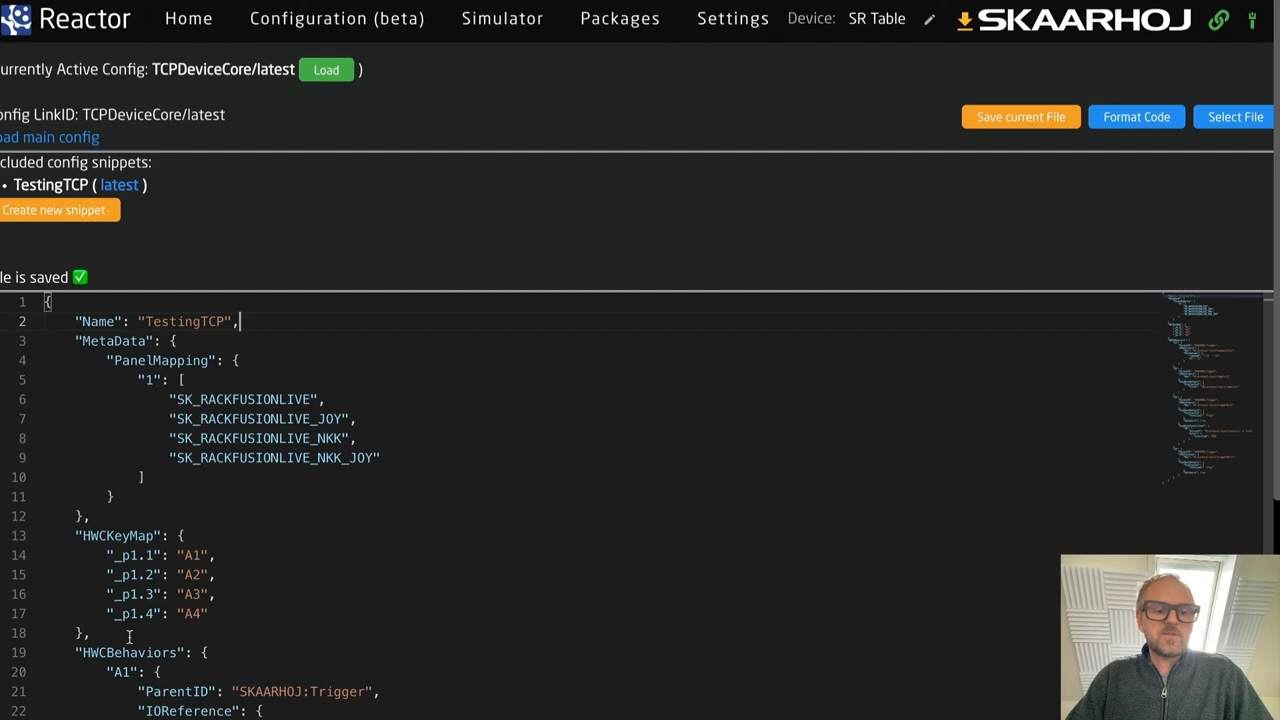 Reactor Home Configuration (beta) Simulator Packages Settings Device: SR Table SKAARHOJ
urrently Active Config: TCPDeviceCore/latest Load )
onfig LinkID: TCPDeviceCore/latest
Save current File Format Code Select File
oad main config
cluded config snippets:
• TestingTCP ( latest )
Create new snippet
le is saved ✅
1 {
2 "Name": "TestingTCP",
3 "MetaData": {
4 "PanelMapping": {
5 "1": [
6 "SK_RACKFUSIONLIVE",
7 "SK_RACKFUSIONLIVE_JOY",
8 "SK_RACKFUSIONLIVE_NKK",
9 "SK_RACKFUSIONLIVE_NKK_JOY"
10 ]
11 }
12 },
13 "HWCKeyMap": {
14 "_p1.1": "A1",
15 "_p1.2": "A2",
16 "_p1.3": "A3",
17 "_p1.4": "A4"
18 },
19 "HWCBehaviors": {
20 "A1": {
21 "ParentID": "SKAARHOJ:Trigger",
22 "IOReference": {